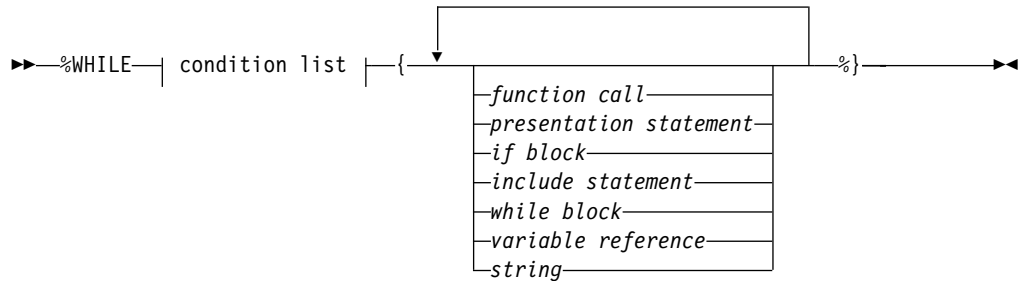 %WHILE condition list { %}
function call
presentation statement
if block
include statement
while block
variable reference
string